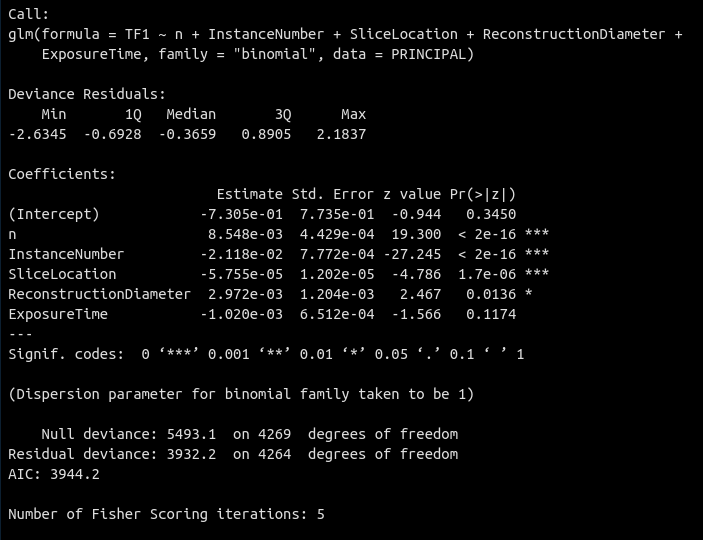 Call:
glm(formula = TF1 ~ n + InstanceNumber + SliceLocation + ReconstructionDiameter +
    ExposureTime, family = "binomial", data = PRINCIPAL)

Deviance Residuals:
    Min       1Q   Median       3Q      Max
-2.6345  -0.6928  -0.3659   0.8905   2.1837

Coefficients:
                         Estimate Std. Error z value Pr(>|z|)
(Intercept)            -7.305e-01  7.735e-01  -0.944   0.3450
n                       8.548e-03  4.429e-04  19.300  < 2e-16 ***
InstanceNumber         -2.118e-02  7.772e-04 -27.245  < 2e-16 ***
SliceLocation          -5.755e-05  1.202e-05  -4.786  1.7e-06 ***
ReconstructionDiameter  2.972e-03  1.204e-03   2.467   0.0136 *
ExposureTime           -1.020e-03  6.512e-04  -1.566   0.1174
---
Signif. codes:  0 ‘***’ 0.001 ‘**’ 0.01 ‘*’ 0.05 ‘.’ 0.1 ‘ ’ 1

(Dispersion parameter for binomial family taken to be 1)

    Null deviance: 5493.1  on 4269  degrees of freedom
Residual deviance: 3932.2  on 4264  degrees of freedom
AIC: 3944.2

Number of Fisher Scoring iterations: 5